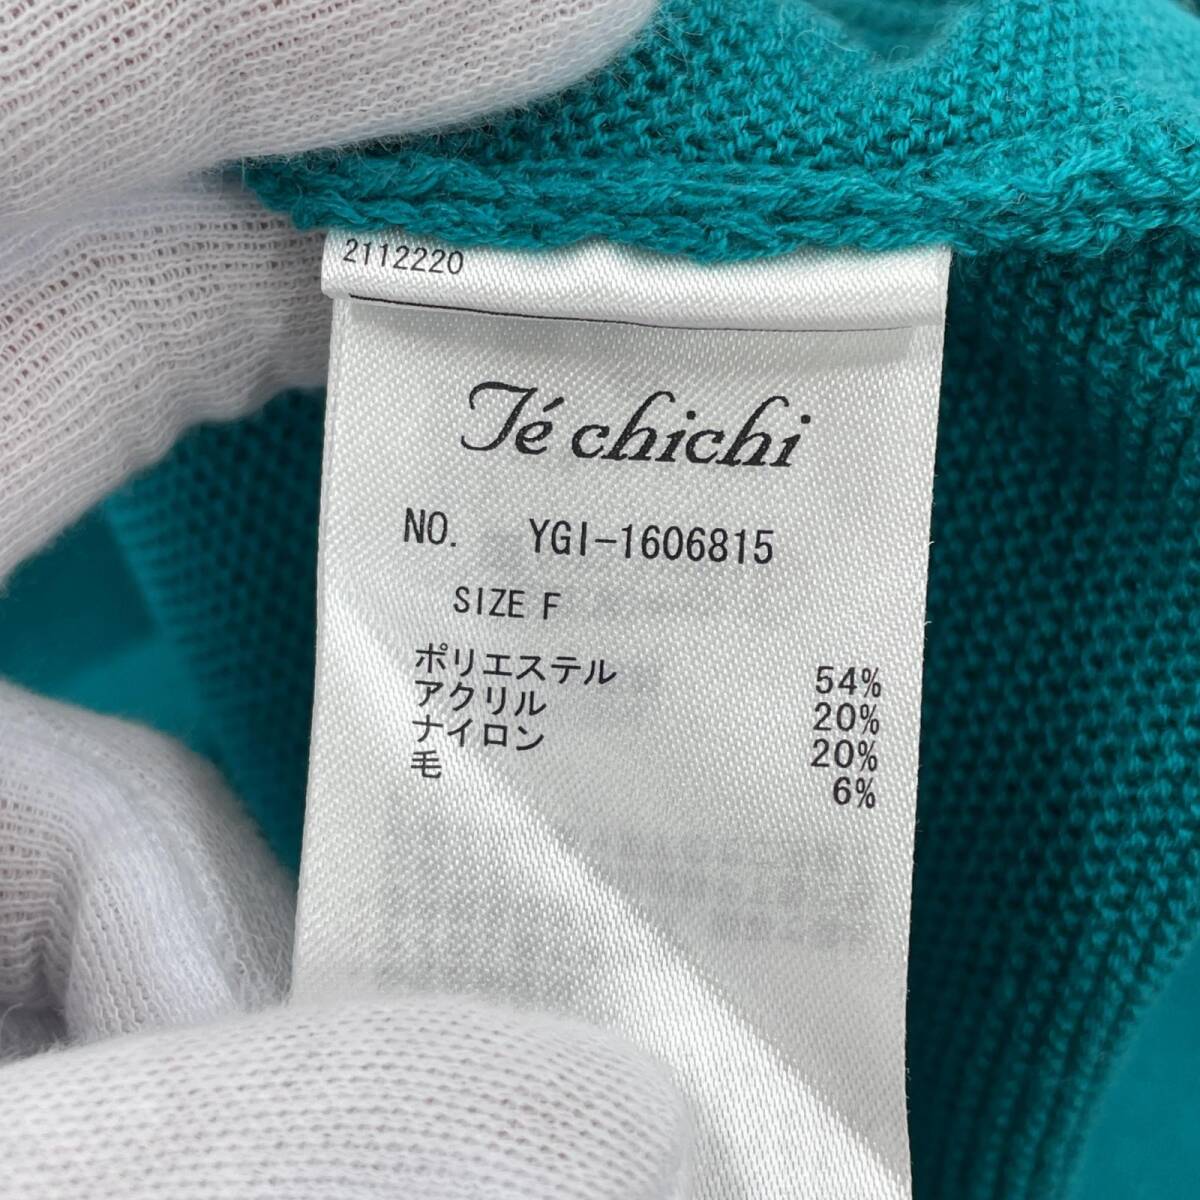 2112220
Té chichi
NO. YGI-1606815
SIZE F
ポリエステル 54%
アクリル 20%
ナイロン 20%
毛 6%